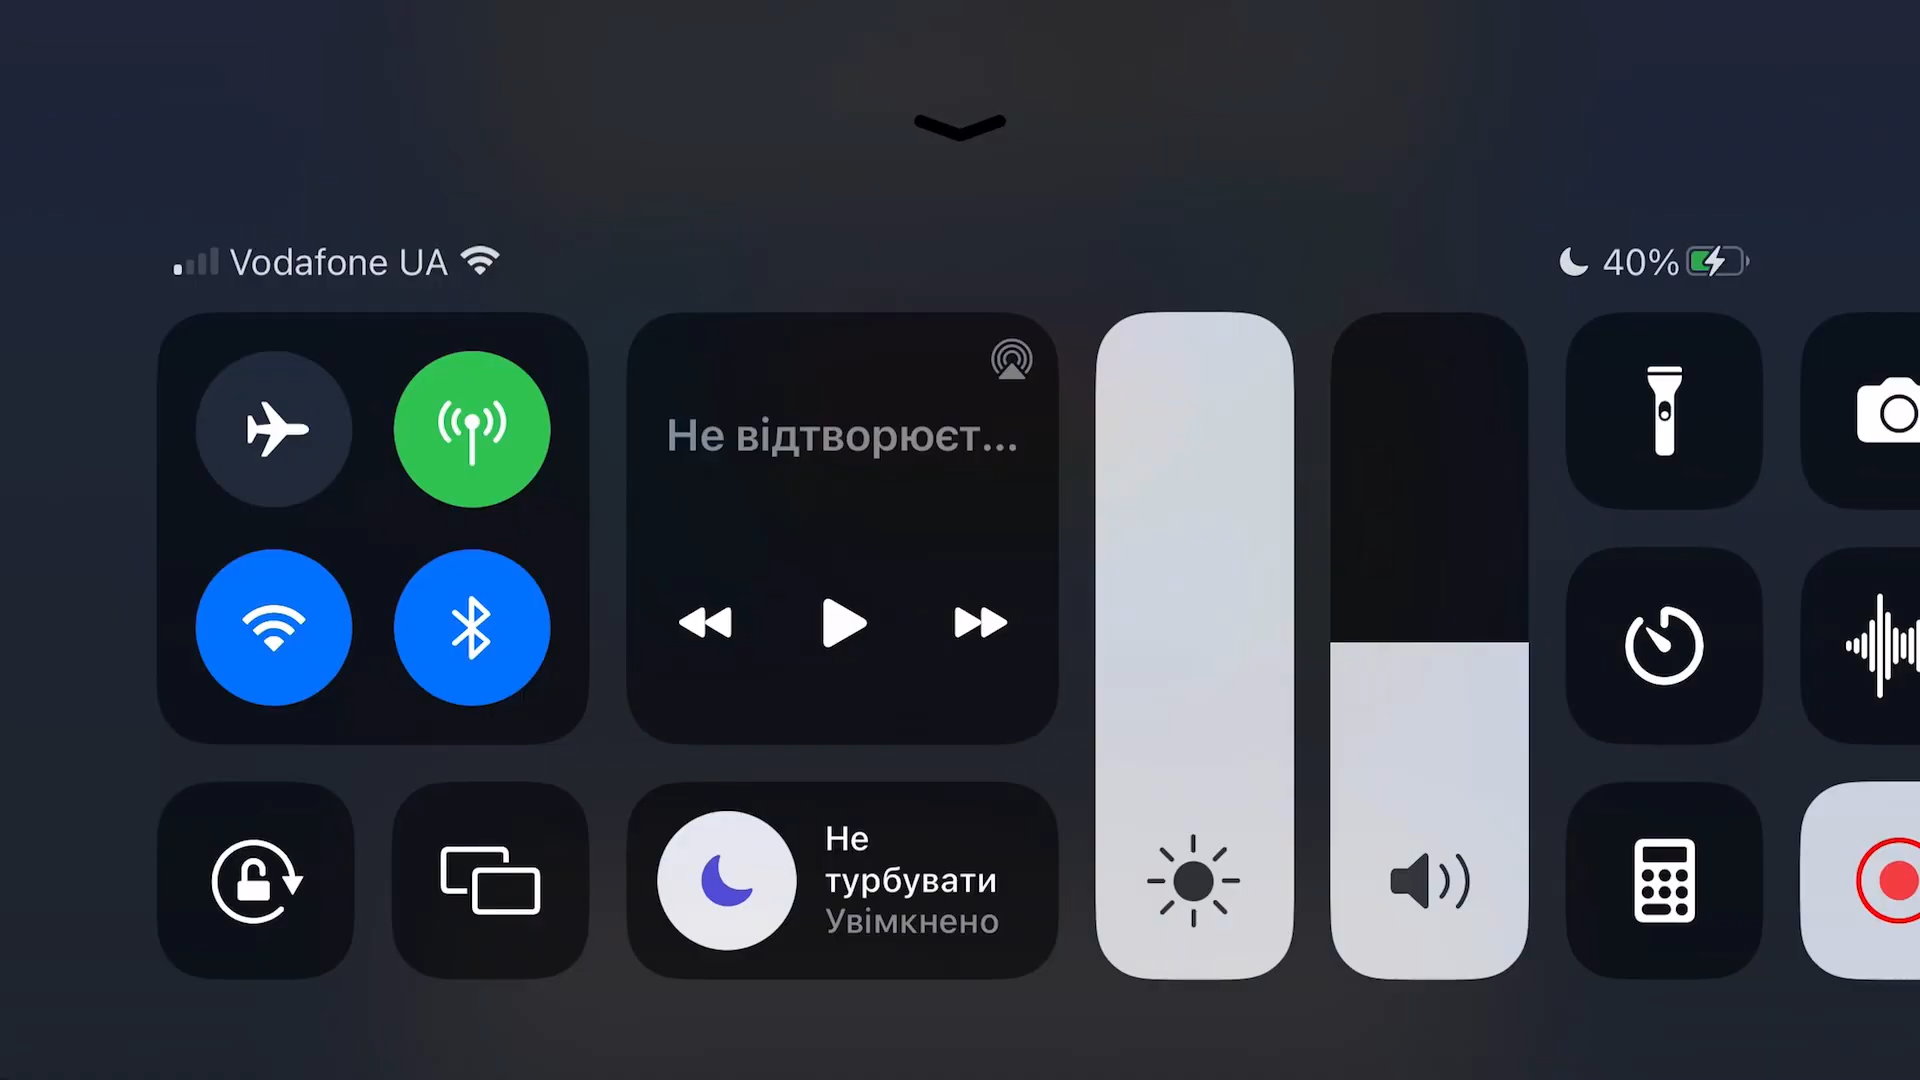 Vodafone UA
40%
Не відтворюєт...
Не
турбувати
Увімкнено